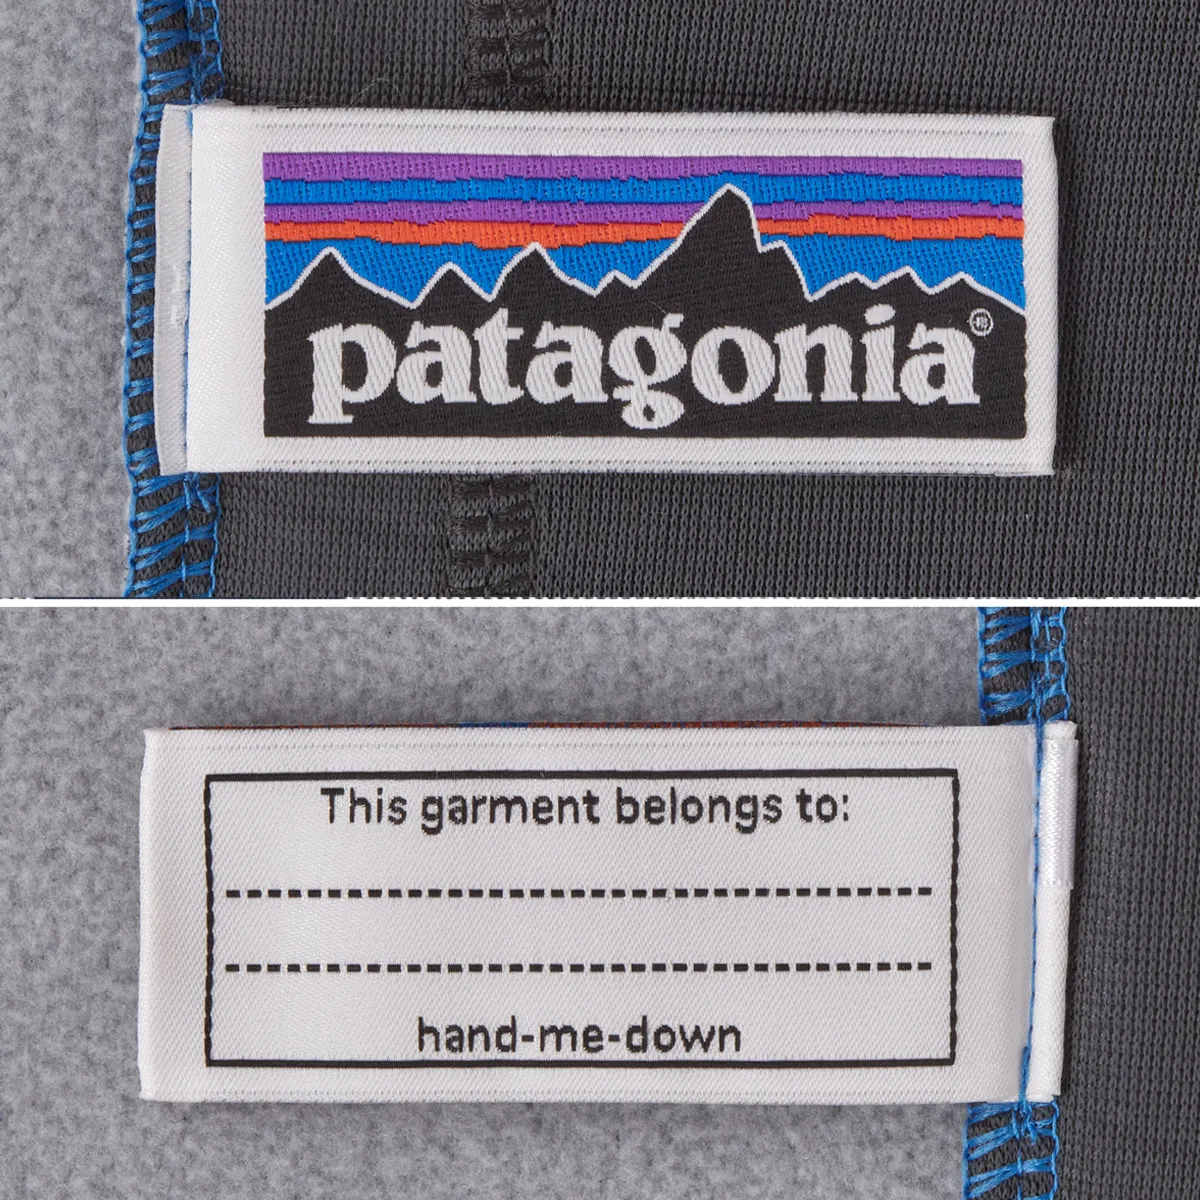 patagonia®
This garment belongs to:
hand-me-down